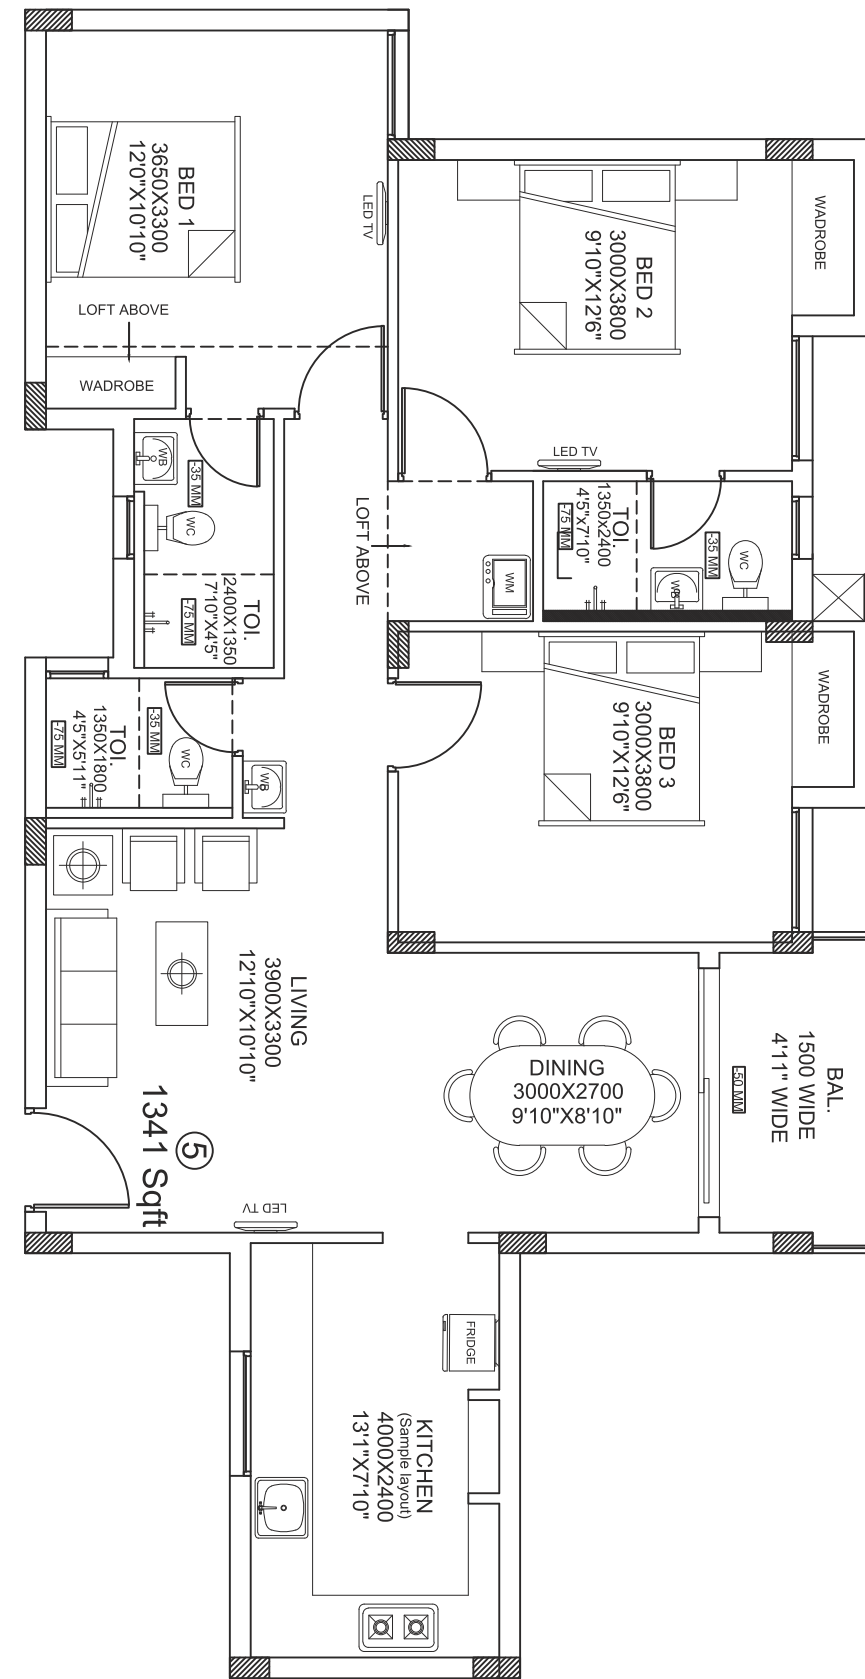 BED 1
3650X3300
12'0"X10'10"
LED TV
LOFT ABOVE
WADROBE
BED 2
3000X3800
9'10"X12'6"
WADROBE
LED TV
WB
-35 MM
WC
TOI.
2400X1350
7'10"X4'5"
-75 MM
LOFT ABOVE
WM
TOI.
1350x2400
4'5"x7'10"
-75 MM
-35 MM
WC
WB
TOI.
1350X1800
4'5"X5'11"
-75 MM
-35 MM
WC
WB
BED 3
3000X3800
9'10"X12'6"
WADROBE
LIVING
3900X3300
12'10"X10'10"
DINING
3000X2700
9'10"X8'10"
BAL.
1500 WIDE
4'11" WIDE
-50 MM
5
1341 Sqft
LED TV
FRIDGE
KITCHEN
(Sample layout)
4000X2400
13'1"X7'10"